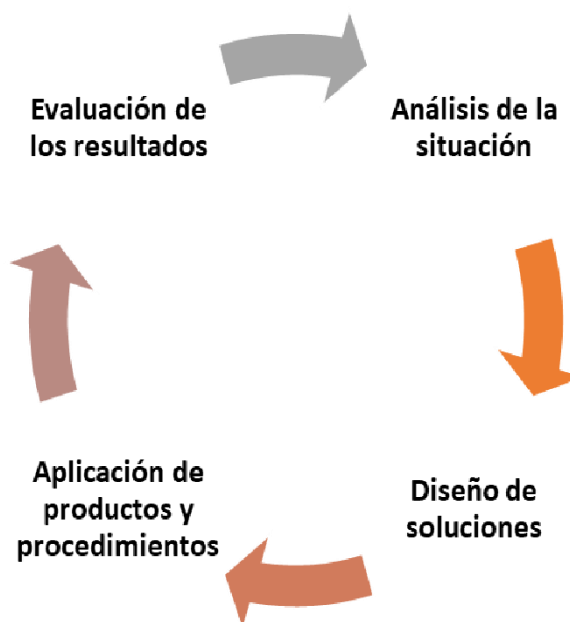 Evaluación de
los resultados
Análisis de la
situación
Aplicación de
productos y
procedimientos
Diseño de
soluciones